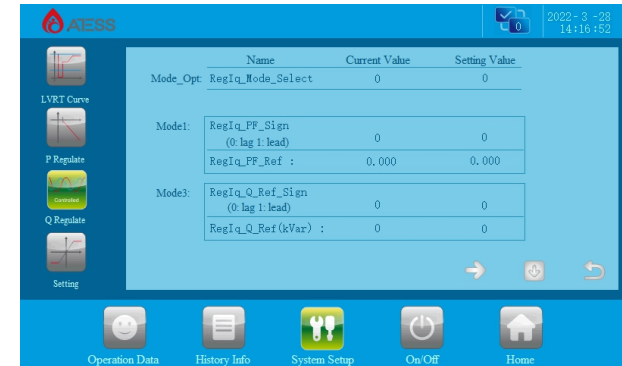 AESS
0
2022- 3 -28
14:16:52
Name Current Value Setting Value
Mode_Opt: RegIq_Mode_Select 0 0
LVRT Curve
Mode1: RegIq_PF_Sign
(0: lag 1: lead) 0 0
RegIq_PF_Ref : 0.000 0.000
P Regulate
Controled
Mode3: RegIq_Q_Ref_Sign
(0: lag 1: lead) 0 0
Q Regulate
RegIq_Q_Ref(kVar) : 0 0
Setting
Operation Data History Info System Setup On/Off Home